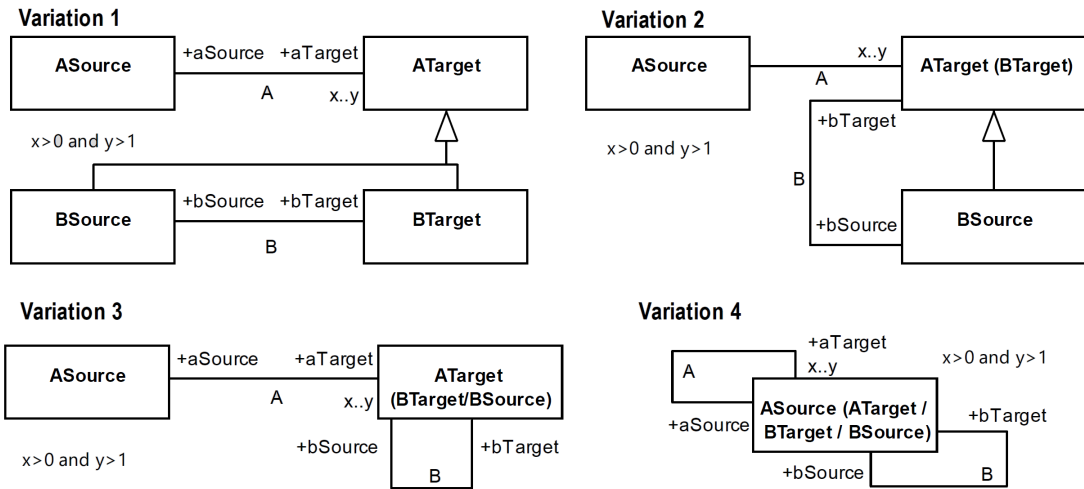 Variation 1
ASource
+aSource +aTarget
ATarget
A
x..y
x>0 and y>1
BSource
+bSource +bTarget
BTarget
B
Variation 2
ASource
x..y
ATarget (BTarget)
A
+bTarget
x>0 and y>1
B
+bSource
BSource
Variation 3
ASource
+aSource +aTarget
ATarget
(BTarget/BSource)
A
x..y
+bSource
+bTarget
x>0 and y>1
B
Variation 4
+aTarget
x..y
x>0 and y>1
A
ASource (ATarget /
BTarget / BSource)
+aSource
+bTarget
+bSource
B